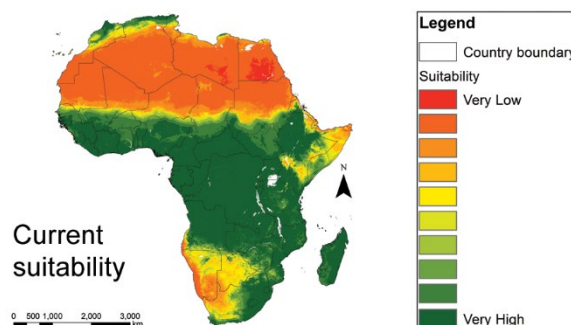 Current
suitability
0 500 1,000 2,000 3,000
km
N
Legend
Country boundary
Suitability
Very Low
Very High